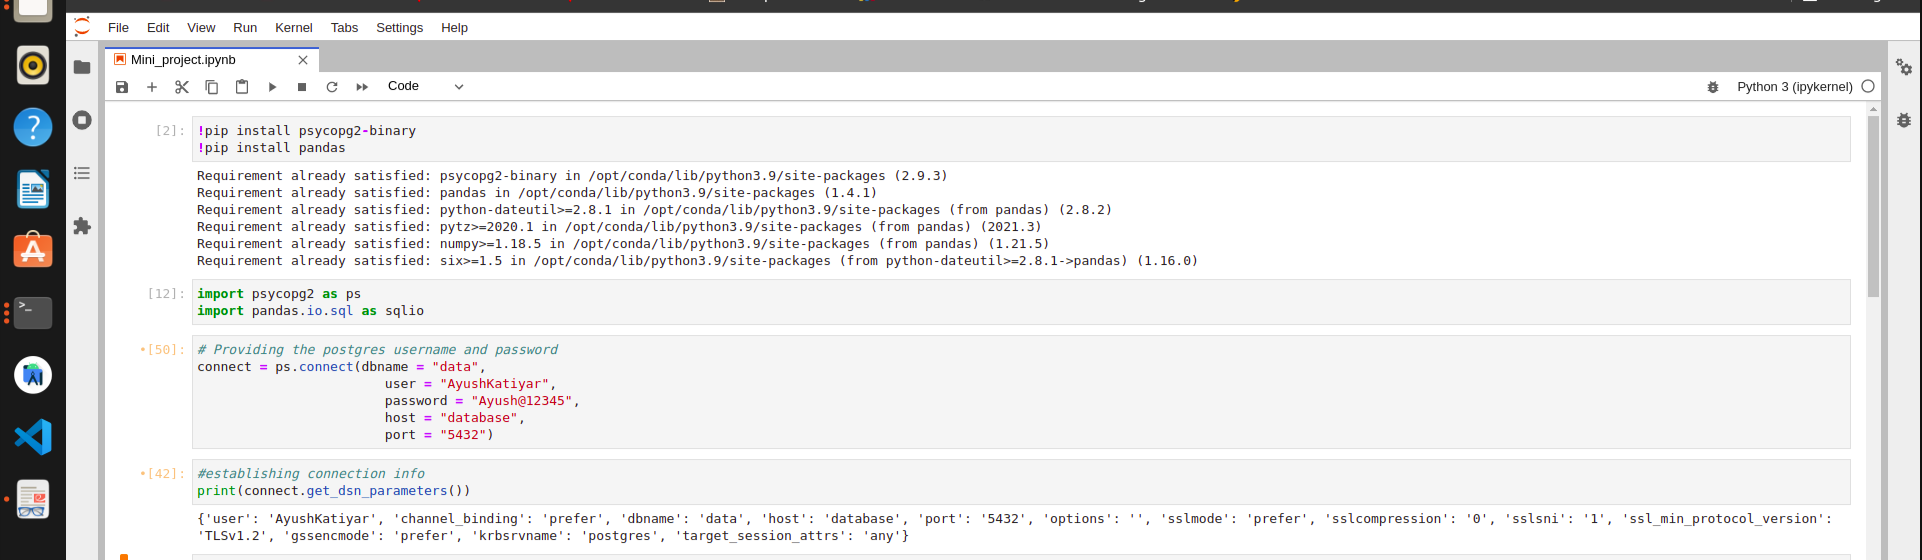 File Edit View Run Kernel Tabs Settings Help
Mini_project.ipynb
Code
Python 3 (ipykernel)
[2]:
!pip install psycopg2-binary
!pip install pandas
Requirement already satisfied: psycopg2-binary in /opt/conda/lib/python3.9/site-packages (2.9.3)
Requirement already satisfied: pandas in /opt/conda/lib/python3.9/site-packages (1.4.1)
Requirement already satisfied: python-dateutil>=2.8.1 in /opt/conda/lib/python3.9/site-packages (from pandas) (2.8.2)
Requirement already satisfied: pytz>=2020.1 in /opt/conda/lib/python3.9/site-packages (from pandas) (2021.3)
Requirement already satisfied: numpy>=1.18.5 in /opt/conda/lib/python3.9/site-packages (from pandas) (1.21.5)
Requirement already satisfied: six>=1.5 in /opt/conda/lib/python3.9/site-packages (from python-dateutil>=2.8.1->pandas) (1.16.0)
[12]:
import psycopg2 as ps
import pandas.io.sql as sqlio
•[50]:
# Providing the postgres username and password
connect = ps.connect(dbname = "data",
user = "AyushKatiyar",
password = "Ayush@12345",
host = "database",
port = "5432")
•[42]:
#establishing connection info
print(connect.get_dsn_parameters())
{'user': 'AyushKatiyar', 'channel_binding': 'prefer', 'dbname': 'data', 'host': 'database', 'port': '5432', 'options': '', 'sslmode': 'prefer', 'sslcompression': '0', 'sslsni': '1', 'ssl_min_protocol_version':
'TLSv1.2', 'gssencmode': 'prefer', 'krbsrvname': 'postgres', 'target_session_attrs': 'any'}